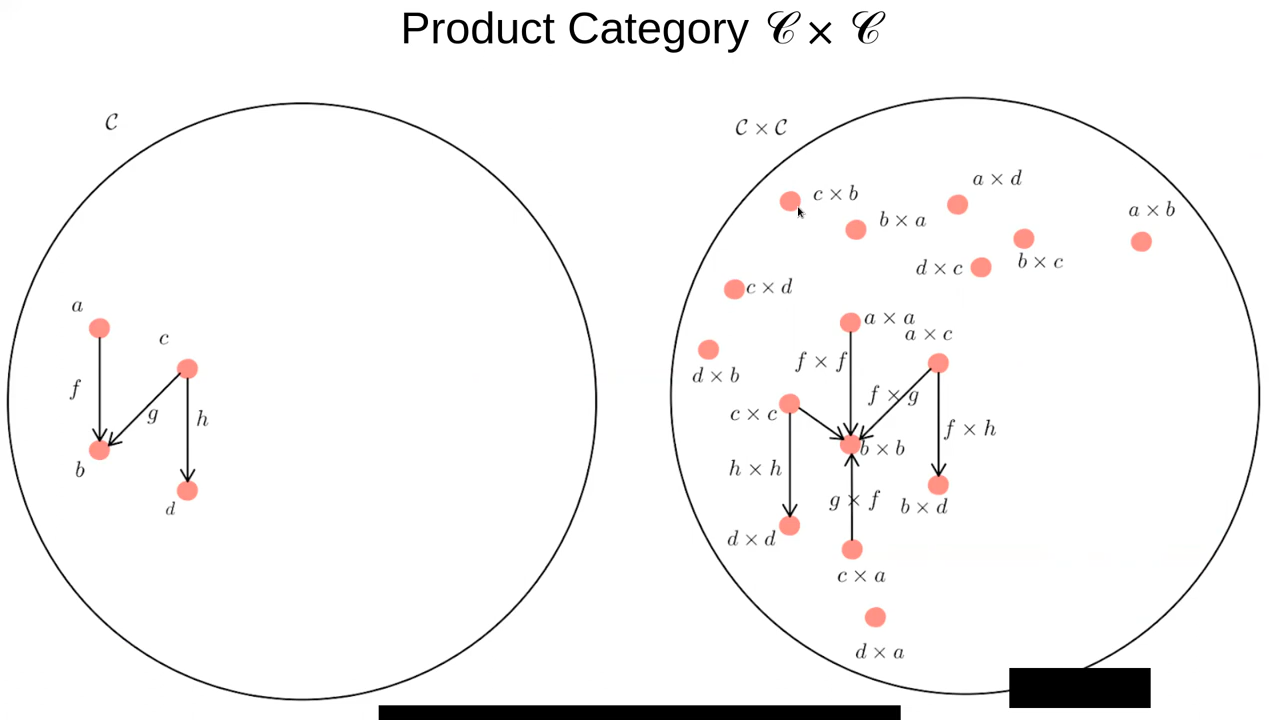 Product Category 𝒞 × 𝒞
𝒞
𝒞 × 𝒞
a
c
f
g
h
b
d
c × b
b × a
a × d
a × b
d × c
b × c
c × d
a × a
a × c
d × b
f × f
f × g
c × c
b × b
f × h
h × h
g × f
b × d
d × d
c × a
d × a